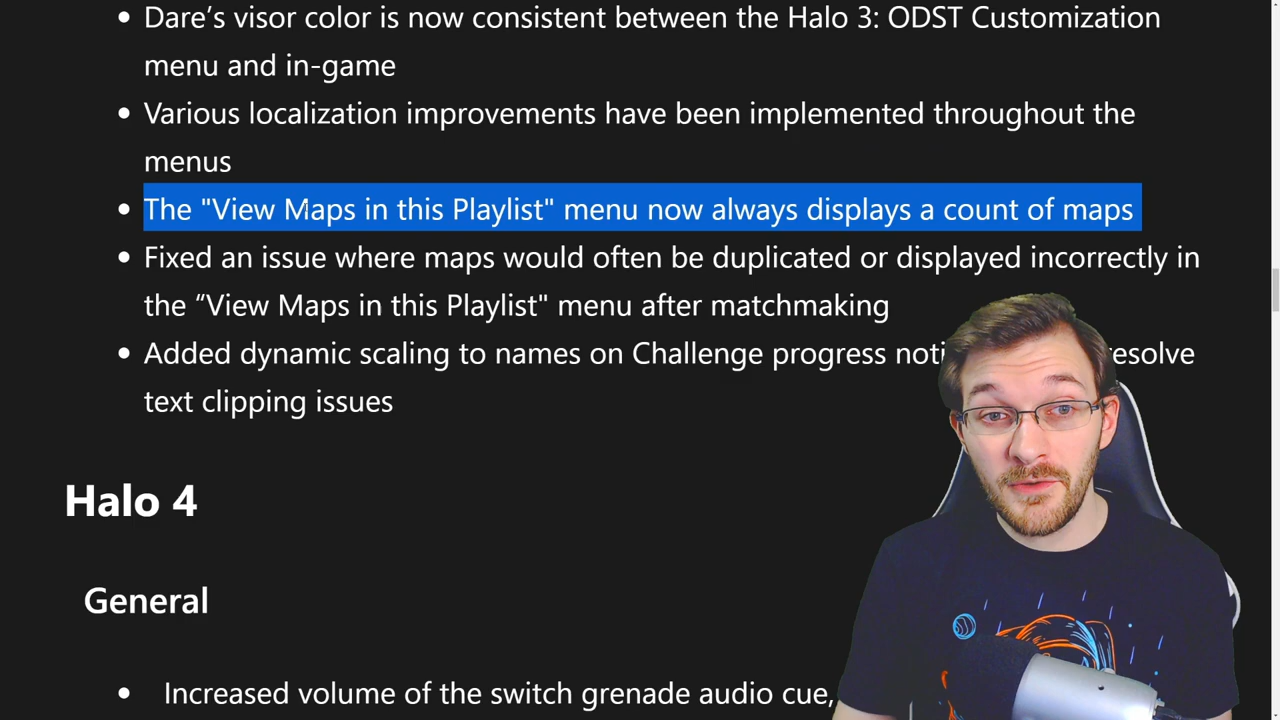 • Dare’s visor color is now consistent between the Halo 3: ODST Customization
menu and in-game
• Various localization improvements have been implemented throughout the
menus
• The "View Maps in this Playlist" menu now always displays a count of maps
• Fixed an issue where maps would often be duplicated or displayed incorrectly in
the “View Maps in this Playlist" menu after matchmaking
• Added dynamic scaling to names on Challenge progress resolve
text clipping issues
Halo 4
General
• Increased volume of the switch grenade audio cue,